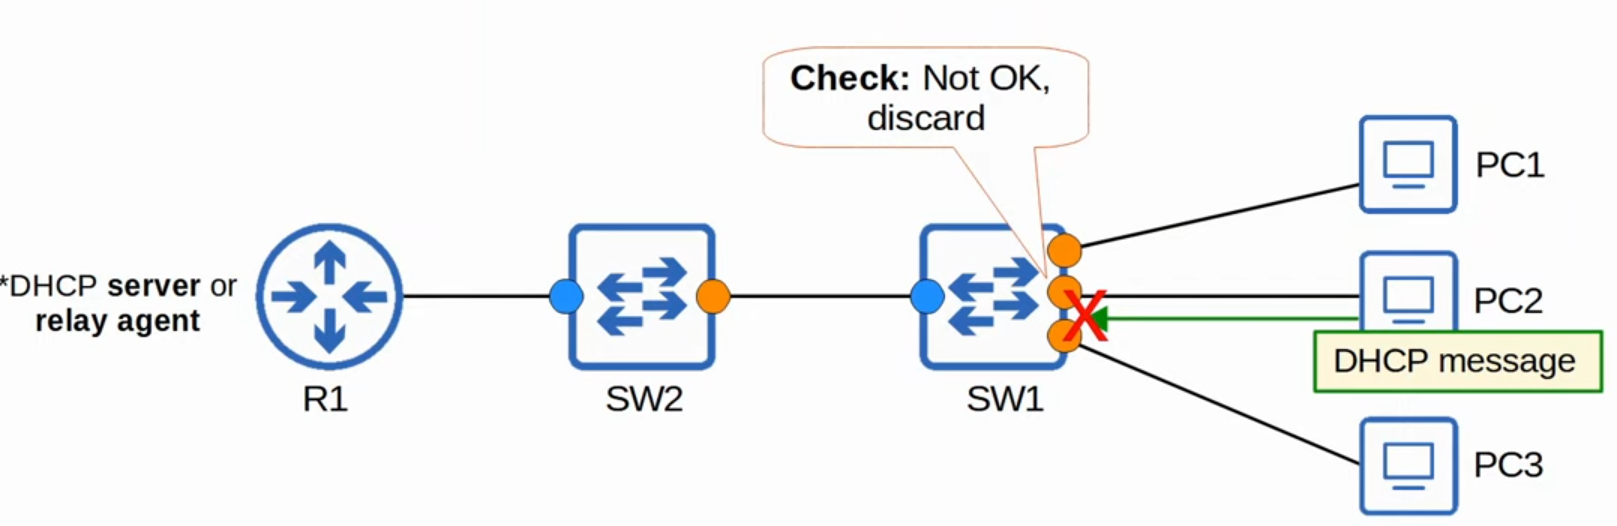 Check: Not OK,
discard
PC1
*DHCP server or
relay agent
PC2
DHCP message
R1
SW2
SW1
PC3